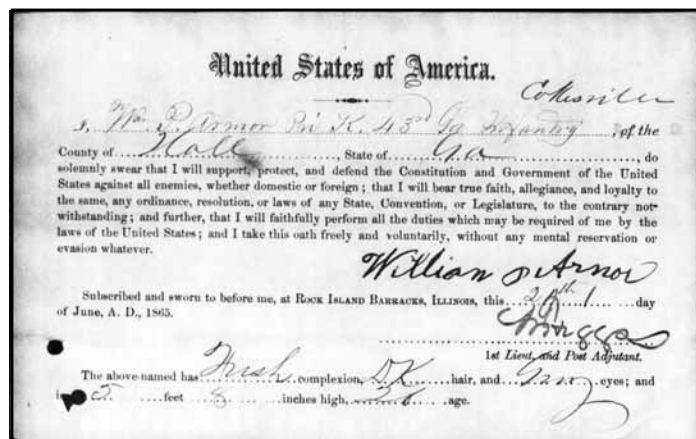 United States of America.
I, Wm P. Armor Pri K. 43rd Ga Infantry, of the
County of Hall, State of Ga, do
solemnly swear that I will support, protect, and defend the Constitution and Government of the United
States against all enemies, whether domestic or foreign; that I will bear true faith, allegiance, and loyalty to
the same, any ordinance, resolution, or laws of any State, Convention, or Legislature, to the contrary not-
withstanding; and further, that I will faithfully perform all the duties which may be required of me by the
laws of the United States; and I take this oath freely and voluntarily, without any mental reservation or
evasion whatever.
William P Armor
Subscribed and sworn to before me, at ROCK ISLAND BARRACKS, ILLINOIS, this day
of June, A. D., 1865.
1st Lieut, and Post Adjutant.
The above-named has Fresh complexion, DK hair, and Gray eyes; and
is 5 feet 8 inches high, age.